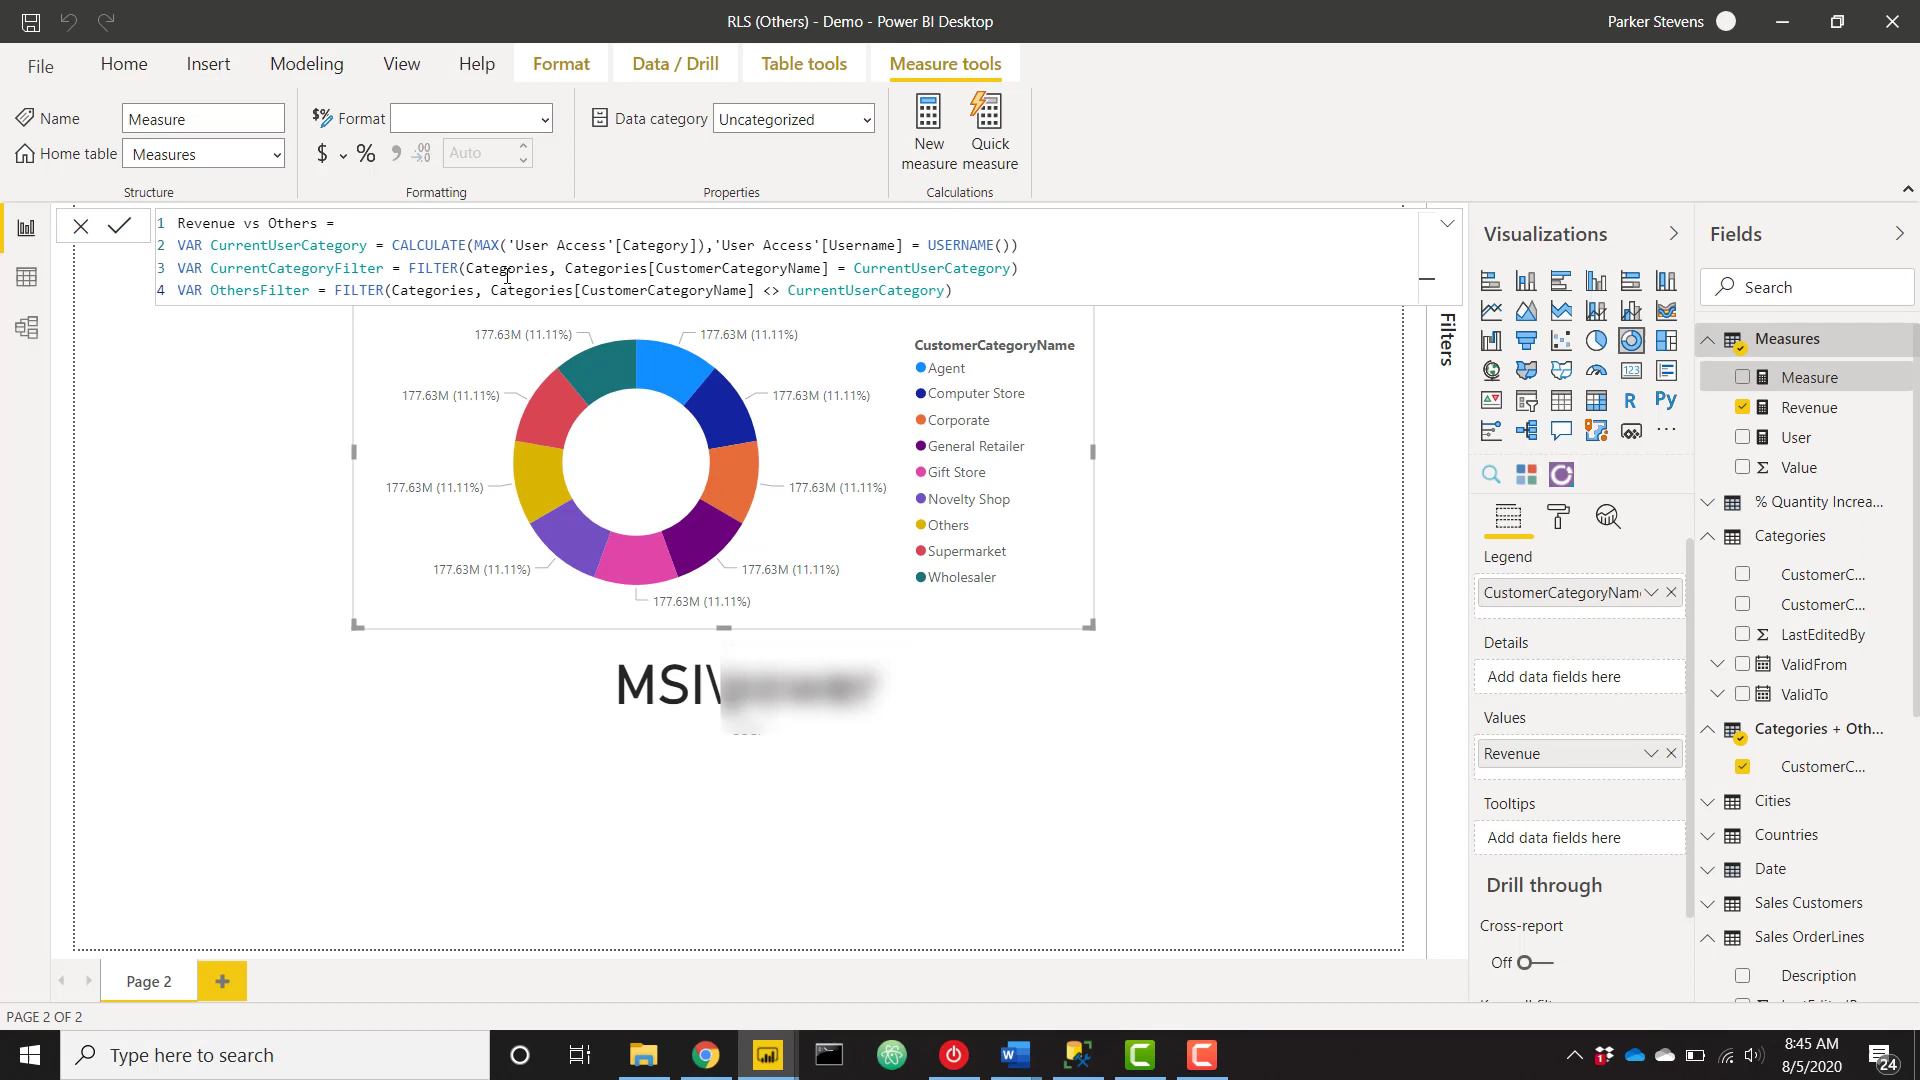 RLS (Others) - Demo - Power BI Desktop
Parker Stevens
File
Home
Insert
Modeling
View
Help
Format
Data / Drill
Table tools
Measure tools
Name
Measure
Home table
Measures
Structure
$% Format
$ % 9 .00 Auto
Formatting
Data category
Uncategorized
Properties
New measure
Quick measure
Calculations
1 Revenue vs Others =
2 VAR CurrentUserCategory = CALCULATE(MAX('User Access'[Category]),'User Access'[Username] = USERNAME())
3 VAR CurrentCategoryFilter = FILTER(Categories, Categories[CustomerCategoryName] = CurrentUserCategory)
4 VAR OthersFilter = FILTER(Categories, Categories[CustomerCategoryName] <> CurrentUserCategory)
177.63M (11.11%)
177.63M (11.11%)
177.63M (11.11%)
177.63M (11.11%)
177.63M (11.11%)
177.63M (11.11%)
177.63M (11.11%)
177.63M (11.11%)
177.63M (11.11%)
CustomerCategoryName
Agent
Computer Store
Corporate
General Retailer
Gift Store
Novelty Shop
Others
Supermarket
Wholesaler
MSI\
Filters
Visualizations
123
R
Py
...
Legend
CustomerCategoryNam
Details
Add data fields here
Values
Revenue
Tooltips
Add data fields here
Drill through
Cross-report
Off
Fields
Search
Measures
Measure
Revenue
User
Value
% Quantity Increa...
Categories
CustomerC...
CustomerC...
LastEditedBy
ValidFrom
ValidTo
Categories + Oth...
CustomerC...
Cities
Countries
Date
Sales Customers
Sales OrderLines
Description
Page 2
PAGE 2 OF 2
Type here to search
8:45 AM
8/5/2020
24